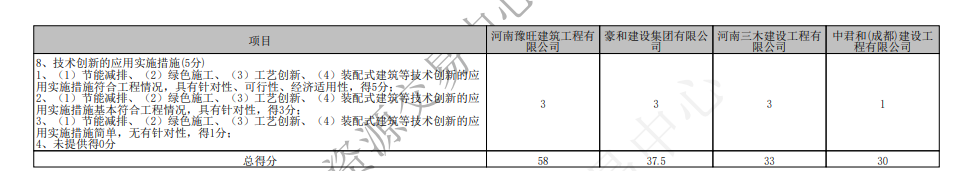 项目
河南豫旺建筑工程有限公司
豪和建设集团有限公司
河南三木建设工程有限公司
中君和(成都)建设工程有限公司
8、技术创新的应用实施措施(5分)
1、（1）节能减排、（2）绿色施工、（3）工艺创新、（4）装配式建筑等技术创新的应
用实施措施符合工程情况，具有针对性、可行性、经济适用性，得5分；
2、（1）节能减排、（2）绿色施工、（3）工艺创新、（4）装配式建筑等技术创新的应
用实施措施基本符合工程情况，具有针对性，得3分；
3、（1）节能减排、（2）绿色施工、（3）工艺创新、（4）装配式建筑等技术创新的应
用实施措施简单，无有针对性，得1分；
4、未提供得0分
3
3
3
1
总得分
58
37.5
33
30
资源交易中心
中心